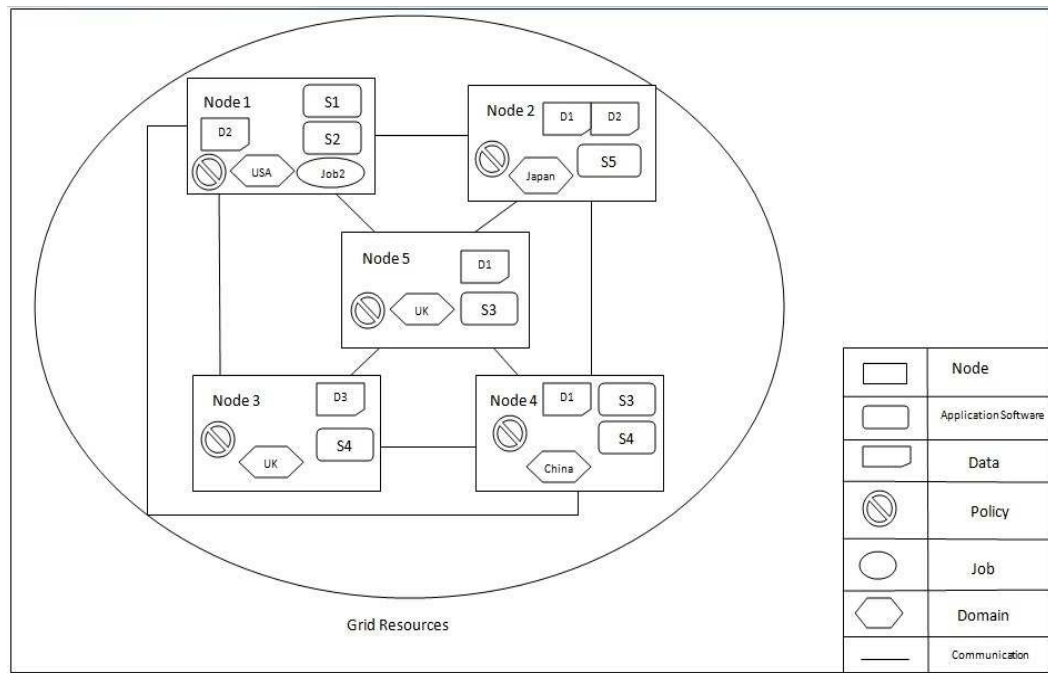 Node 1
S1
D2
S2
USA
Job2
Node 2
D1
D2
S5
Japan
Node 5
D1
UK
S3
Node 3
D3
S4
UK
Node 4
D1
S3
S4
China
Grid Resources
Node
Application Software
Data
Policy
Job
Domain
Communication